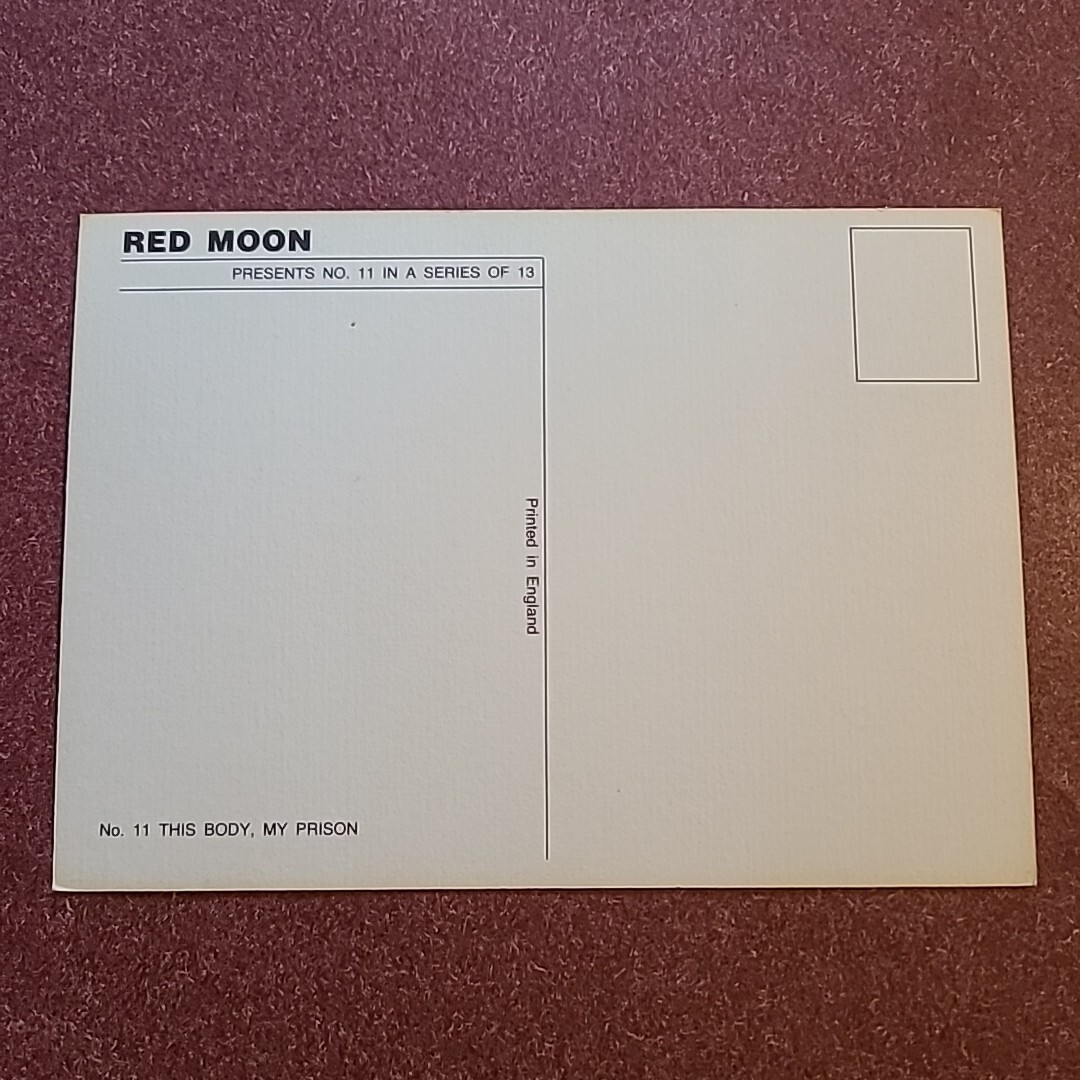 RED MOON
PRESENTS NO. 11 IN A SERIES OF 13
Printed in England
No. 11 THIS BODY, MY PRISON